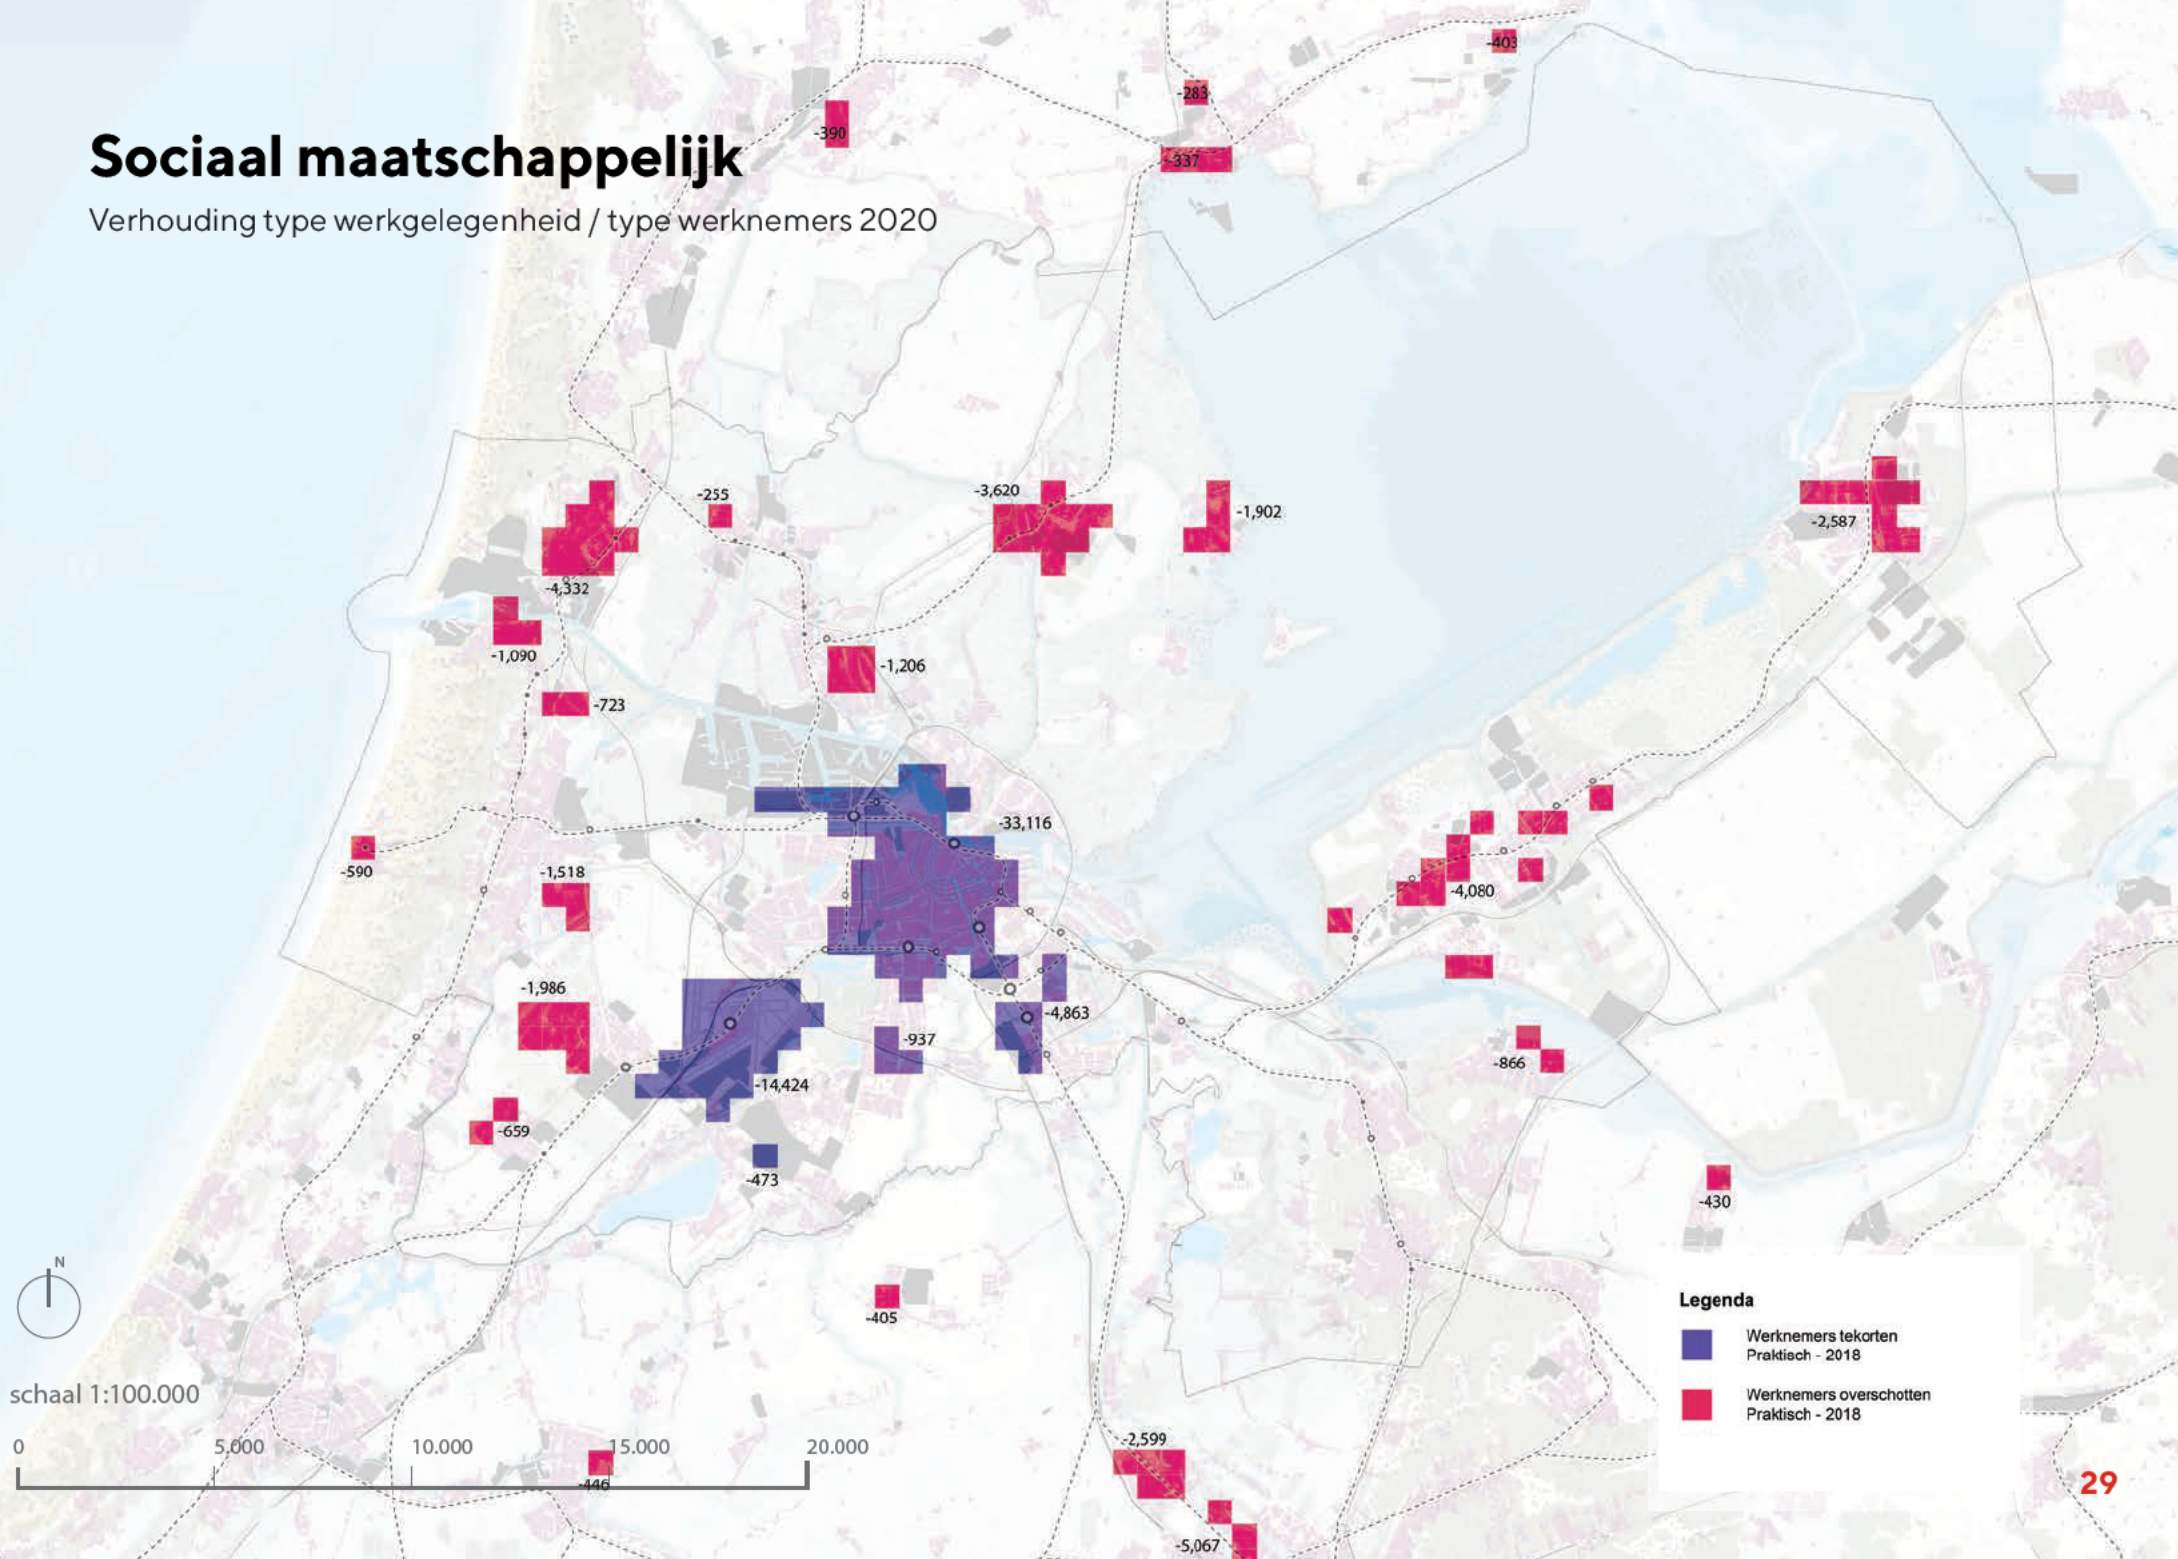 Sociaal maatschappelijk
Verhouding type werkgelegenheid / type werknemers 2020
-403
-283
-390
-337
-255
-3,620
-1,902
-2,587
-4,332
-1,090
-1,206
-723
-33,116
-590
-1,518
-4,080
-1,986
-4,863
-937
-866
-14,424
-659
-473
-430
-405
N
schaal 1:100.000
0 5.000 10.000 15.000 20.000
-446
-2,599
-5,067
Legenda
Werknemers tekorten
Praktisch - 2018
Werknemers overschotten
Praktisch - 2018
29